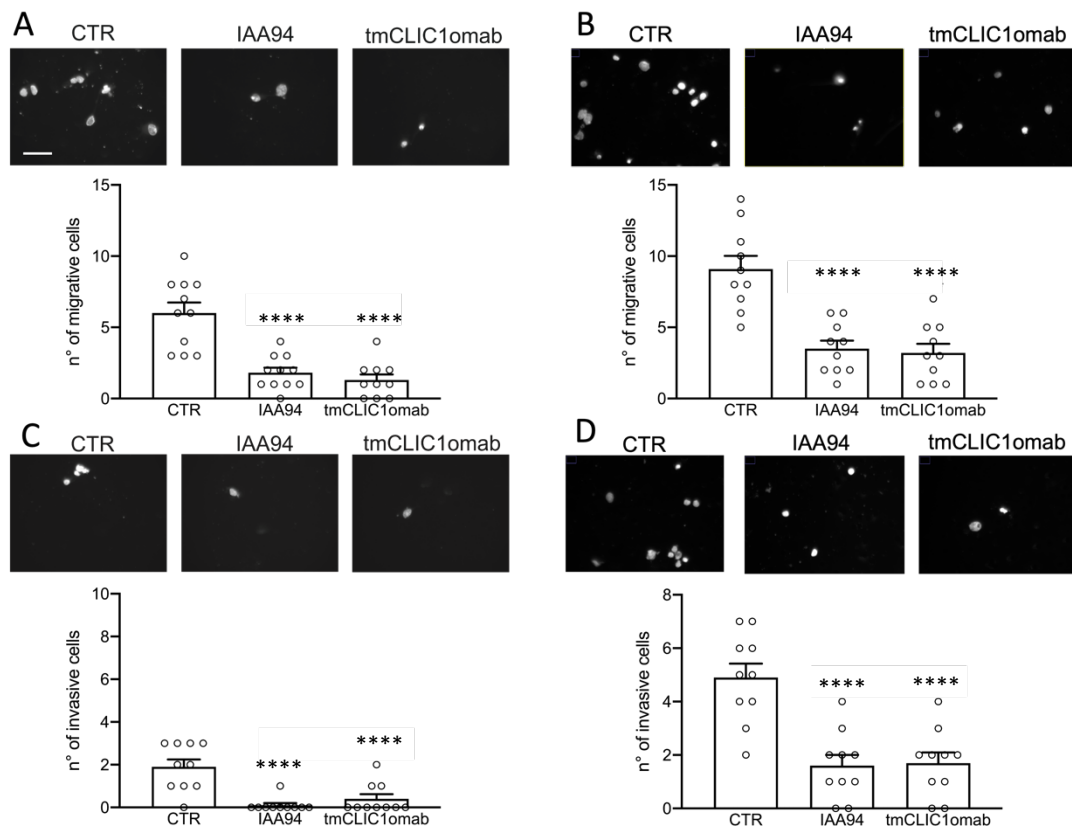 A
CTR IAA94 tmCLIC1omab
n° of migrative cells
15
10
5
0
**** ****
CTR IAA94 tmCLIC1omab
B
CTR IAA94 tmCLIC1omab
n° of migrative cells
15
10
5
0
**** ****
CTR IAA94 tmCLIC1omab
C
CTR IAA94 tmCLIC1omab
n° of invasive cells
10
8
6
4
2
0
**** ****
CTR IAA94 tmCLIC1omab
D
CTR IAA94 tmCLIC1omab
n° of invasive cells
8
6
4
2
0
**** ****
CTR IAA94 tmCLIC1omab